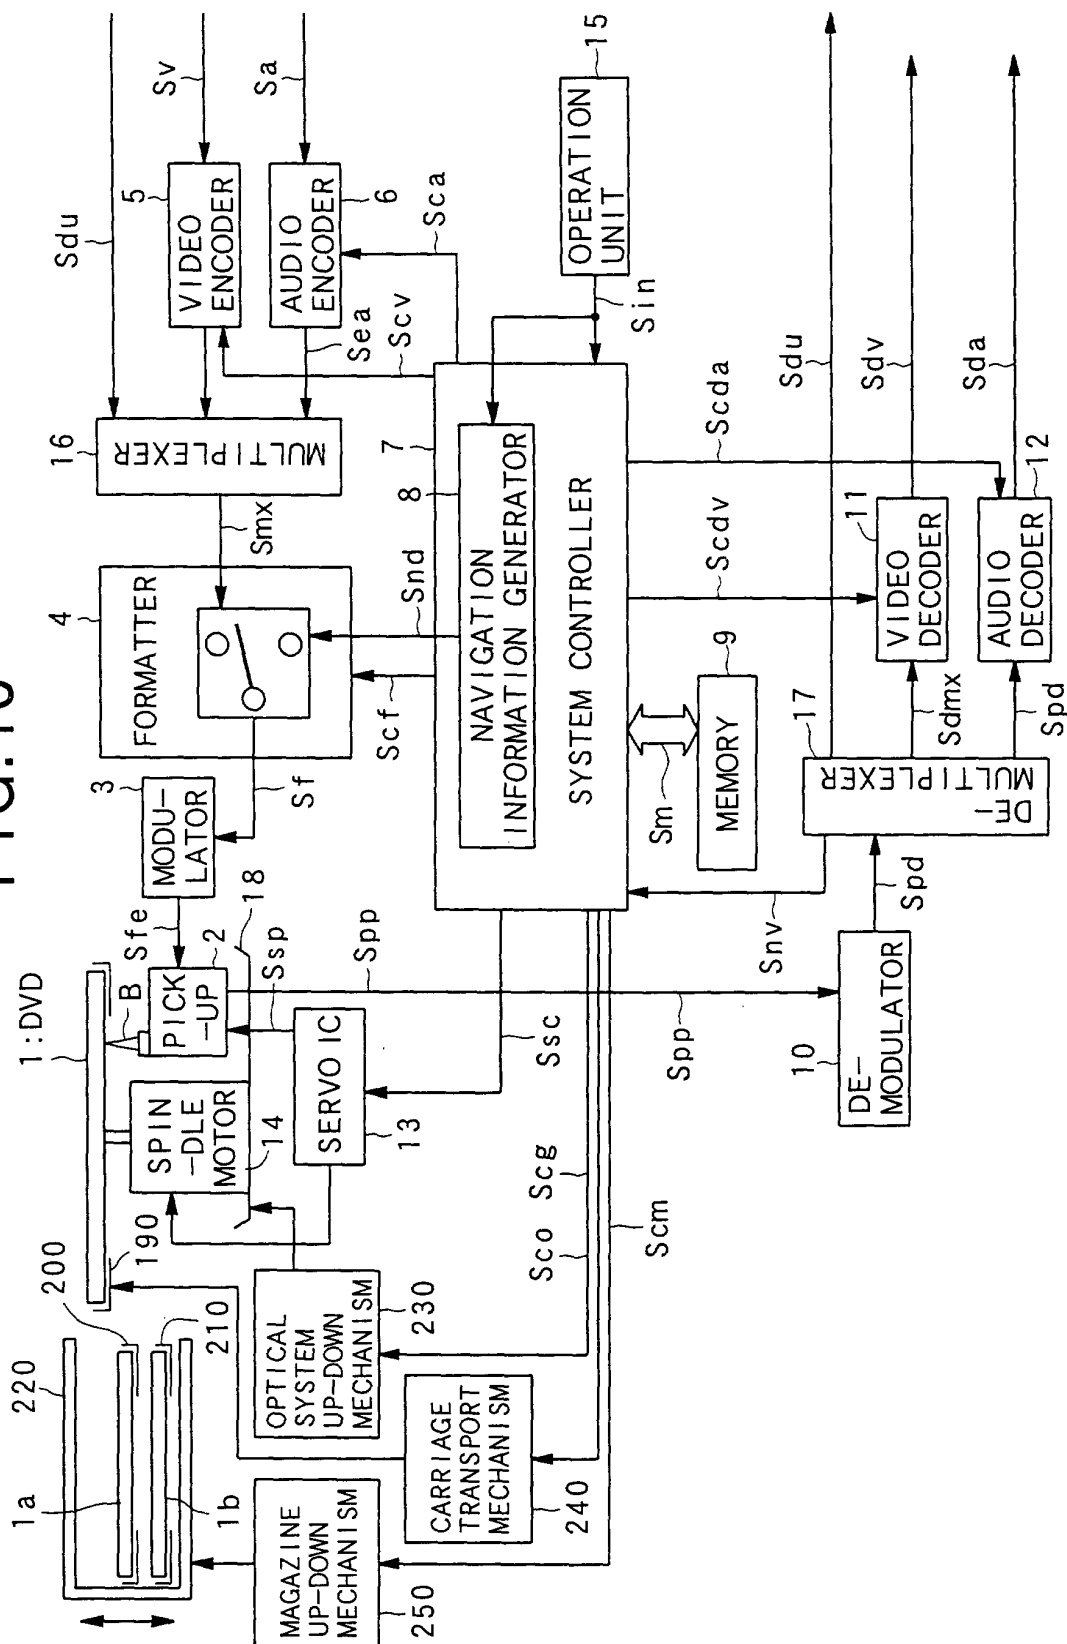 1:DVD
B
SPIN
-DLE
MOTOR
14
PICK
-UP
2
Sfe
MODU-
LATOR
3
FORMATTER
4
Sf
Smx
MULTIPLEXER
16
VIDEO
ENCODER
5
AUDIO
ENCODER
6
Sdu
Sv
Sa
Sea
Scv
Sca
220
200
210
190
1a
1b
18
Ssp
Spp
SERVO IC
13
Ssc
Scf
Snd
NAVIGATION
INFORMATION GENERATOR
8
SYSTEM CONTROLLER
7
OPERATION
UNIT
15
Sin
MAGAZINE
UP-DOWN
MECHANISM
250
OPTICAL
SYSTEM
UP-DOWN
MECHANISM
230
CARRIAGE
TRANSPORT
MECHANISM
240
Sco
Scg
Scm
Spp
Snv
Sm
MEMORY
9
Scdv
Scda
DE-
MODULATOR
10
Spd
DE-
MULTIPLEXER
17
Sdmx
Spd
VIDEO
DECODER
11
AUDIO
DECODER
12
Sdu
Sdv
Sda